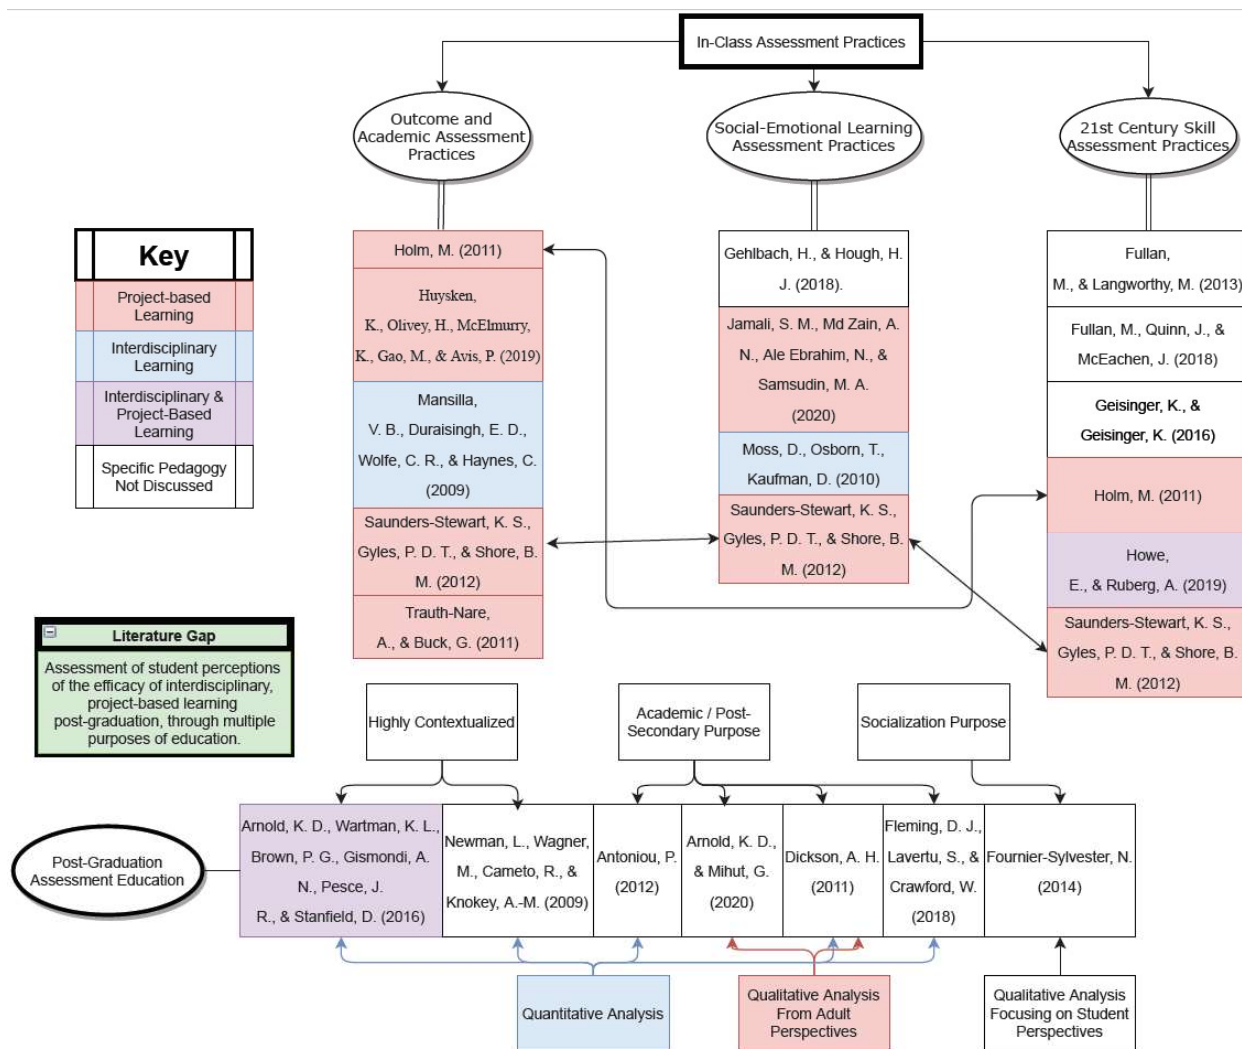 In-Class Assessment Practices
Outcome and
Academic Assessment
Practices
Social-Emotional Learning
Assessment Practices
21st Century Skill
Assessment Practices
Key
Project-based
Learning
Interdisciplinary
Learning
Interdisciplinary &
Project-Based
Learning
Specific Pedagogy
Not Discussed
Holm, M. (2011)
Huysken,
K., Olivey, H., McElmurry,
K., Gao, M., & Avis, P. (2019)
Mansilla,
V. B., Duraisingh, E. D.,
Wolfe, C. R., & Haynes, C.
(2009)
Saunders-Stewart, K. S.,
Gyles, P. D. T., & Shore, B.
M. (2012)
Trauth-Nare,
A., & Buck, G. (2011)
Gehlbach, H., & Hough, H.
J. (2018).
Jamali, S. M., Md Zain, A.
N., Ale Ebrahim, N., &
Samsudin, M. A.
(2020)
Moss, D., Osborn, T.,
Kaufman, D. (2010)
Saunders-Stewart, K. S.,
Gyles, P. D. T., & Shore, B.
M. (2012)
Fullan,
M., & Langworthy, M. (2013)
Fullan, M., Quinn, J., &
McEachen, J. (2018)
Geisinger, K., &
Geisinger, K. (2016)
Holm, M. (2011)
Howe,
E., & Ruberg, A. (2019)
Saunders-Stewart, K. S.,
Gyles, P. D. T., & Shore, B.
M. (2012)
Literature Gap
Assessment of student perceptions
of the efficacy of interdisciplinary,
project-based learning
post-graduation, through multiple
purposes of education.
Highly Contextualized
Academic / Post-
Secondary Purpose
Socialization Purpose
Post-Graduation
Assessment Education
Arnold, K. D., Wartman, K. L.,
Brown, P. G., Gismondi, A.
N., Pesce, J.
R., & Stanfield, D. (2016)
Newman, L., Wagner,
M., Cameto, R., &
Knokey, A.-M. (2009)
Antoniou, P.
(2012)
Arnold, K. D.,
& Mihut, G.
(2020)
Dickson, A. H.
(2011)
Fleming, D. J.,
Lavertu, S., &
Crawford, W.
(2018)
Fournier-Sylvester, N.
(2014)
Quantitative Analysis
Qualitative Analysis
From Adult
Perspectives
Qualitative Analysis
Focusing on Student
Perspectives